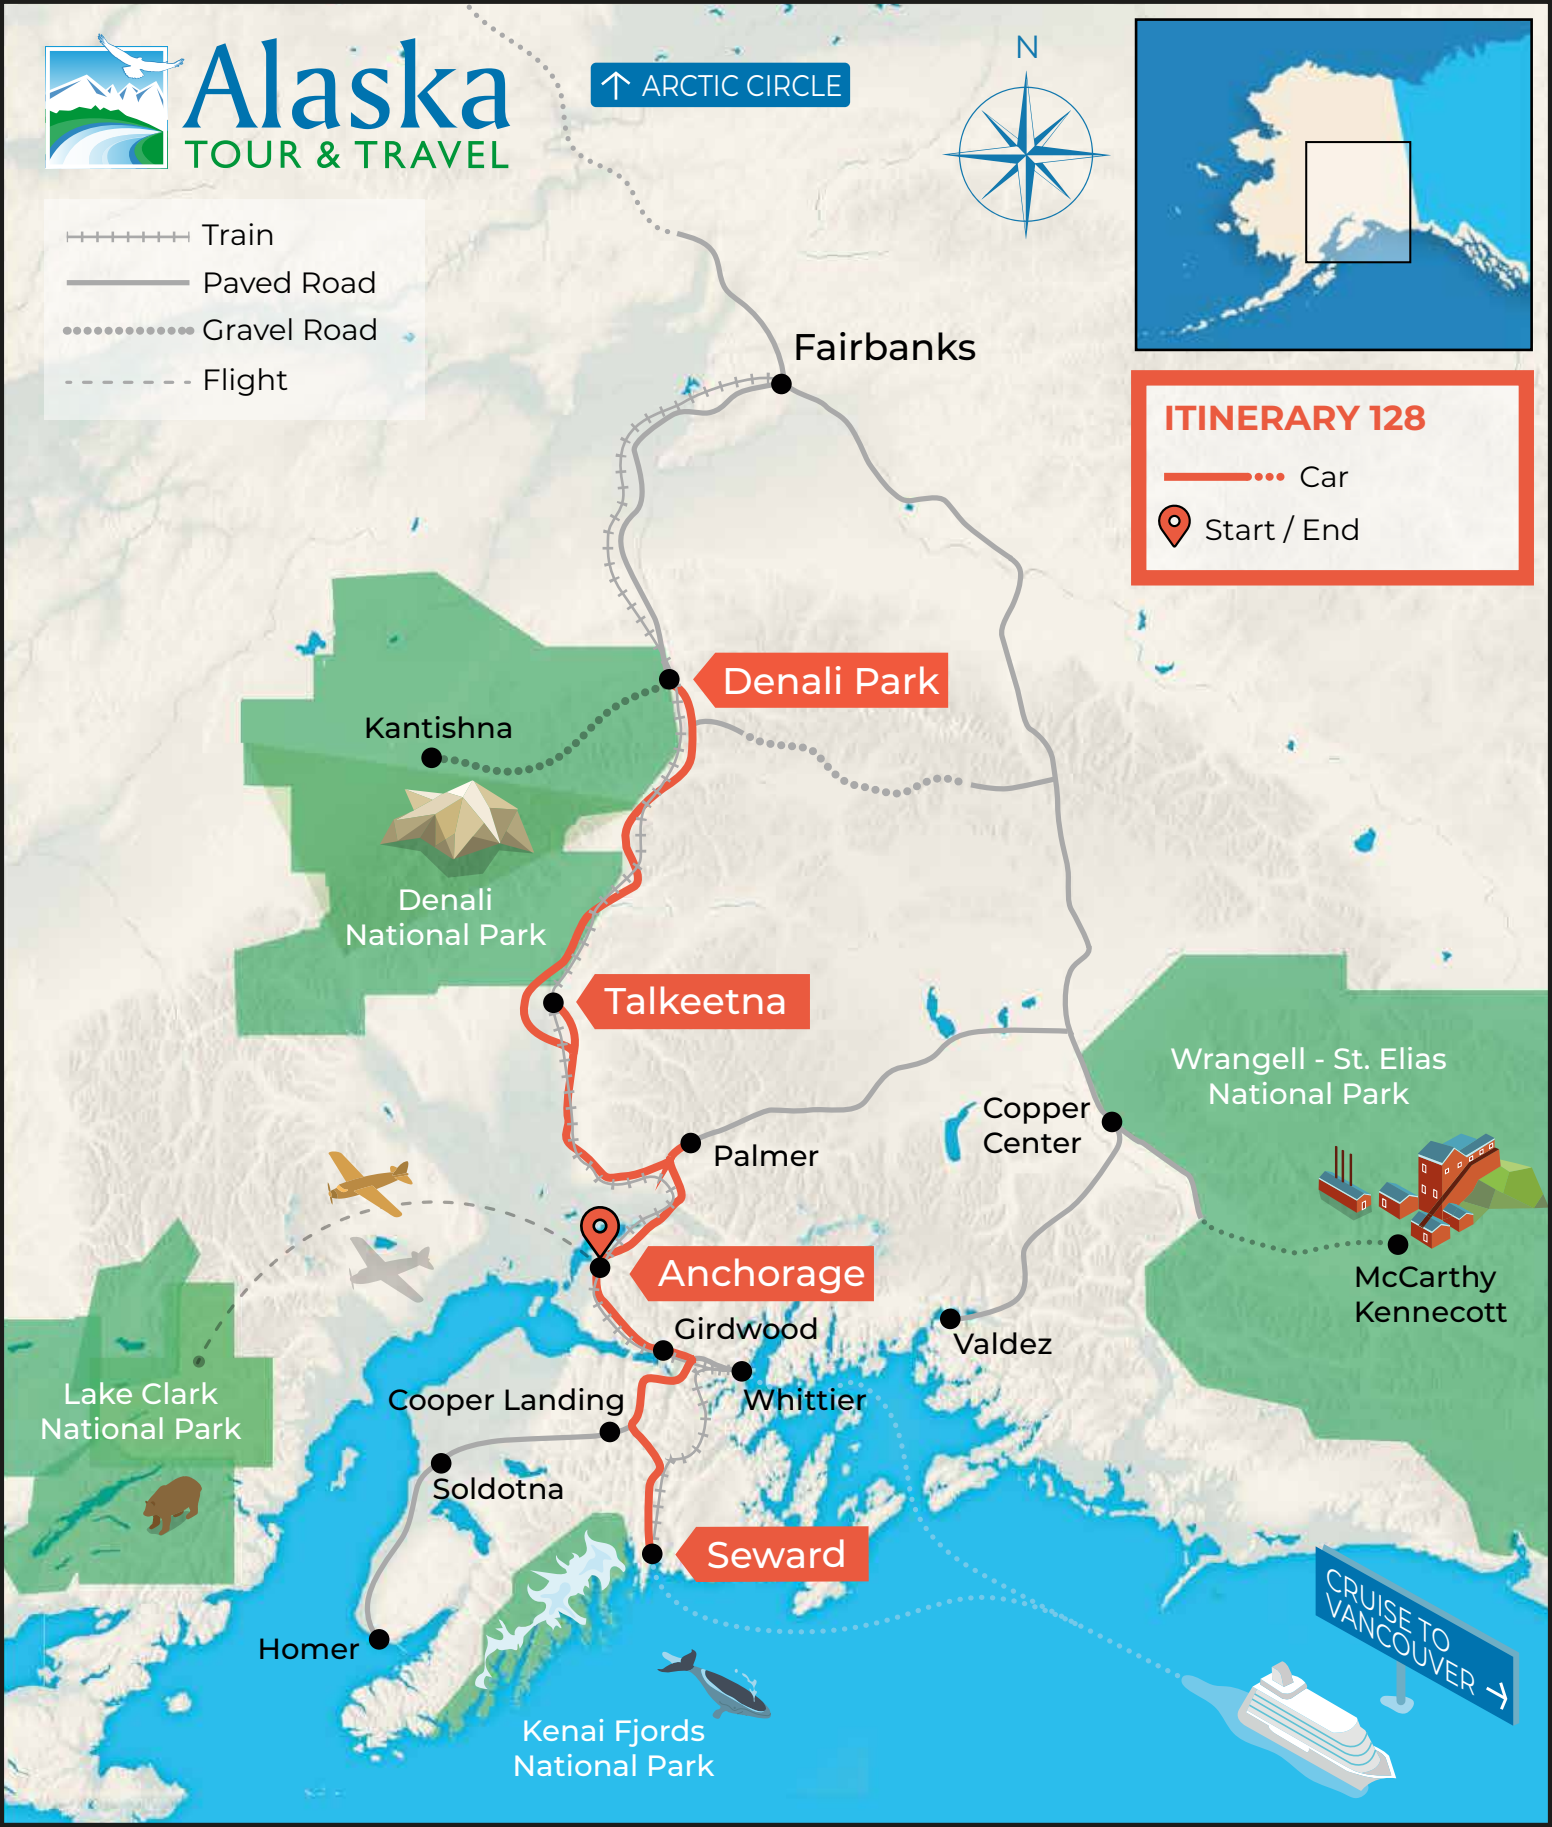 Alaska
TOUR & TRAVEL
↑ ARCTIC CIRCLE
N
Train
Paved Road
Gravel Road
Flight
ITINERARY 128
Car
Start / End
Fairbanks
Denali Park
Kantishna
Denali
National Park
Talkeetna
Wrangell - St. Elias
National Park
Copper
Center
Palmer
Anchorage
McCarthy
Kennecott
Girdwood
Valdez
Whittier
Cooper Landing
Lake Clark
National Park
Soldotna
Seward
Homer
Kenai Fjords
National Park
CRUISE TO
VANCOUVER →